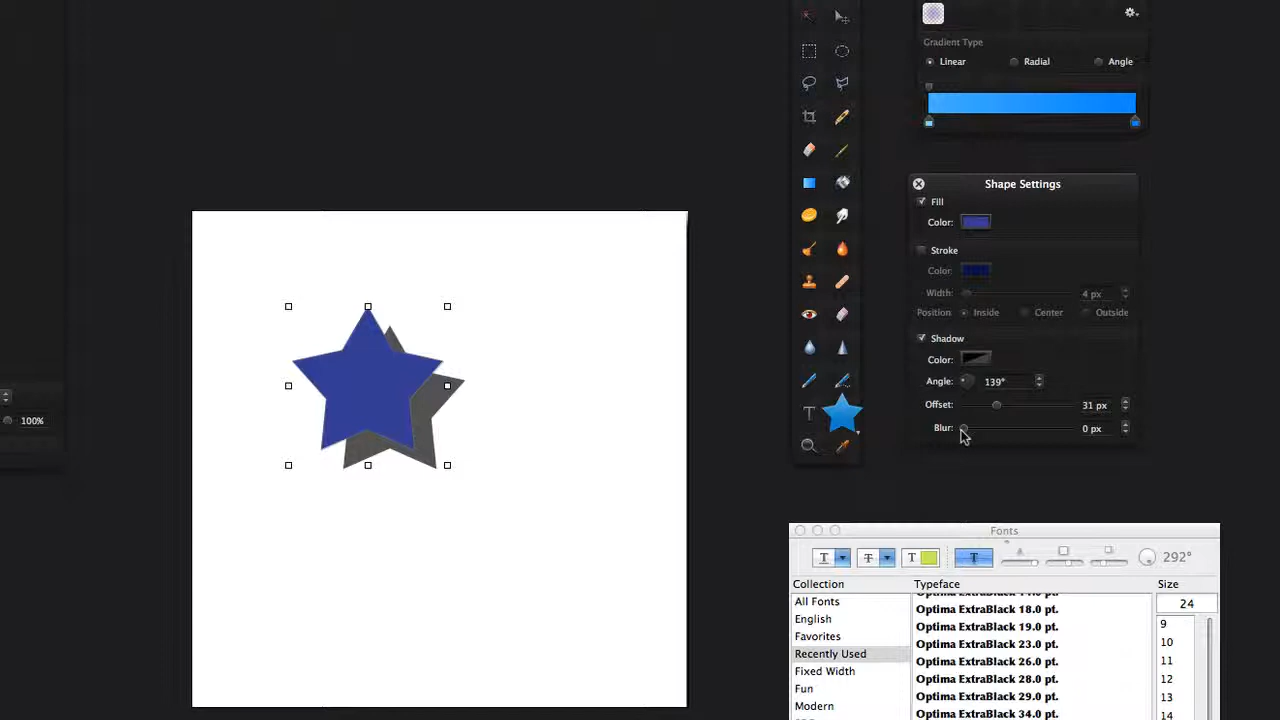 Gradient Type
Linear Radial Angle
Shape Settings
Fill
Color:
Stroke
Color:
Width: 4 px
Position: Inside Center Outside
Shadow
Color:
Angle: 139°
Offset: 31 px
Blur: 0 px
100%
T
Fonts
T T T T 292°
Collection Typeface Size
All Fonts
English
Favorites
Recently Used
Fixed Width
Fun
Modern
Optima ExtraBlack 18.0 pt.
Optima ExtraBlack 19.0 pt.
Optima ExtraBlack 23.0 pt.
Optima ExtraBlack 26.0 pt.
Optima ExtraBlack 28.0 pt.
Optima ExtraBlack 29.0 pt.
Optima ExtraBlack 34.0 pt.
24
9
10
11
12
13
14